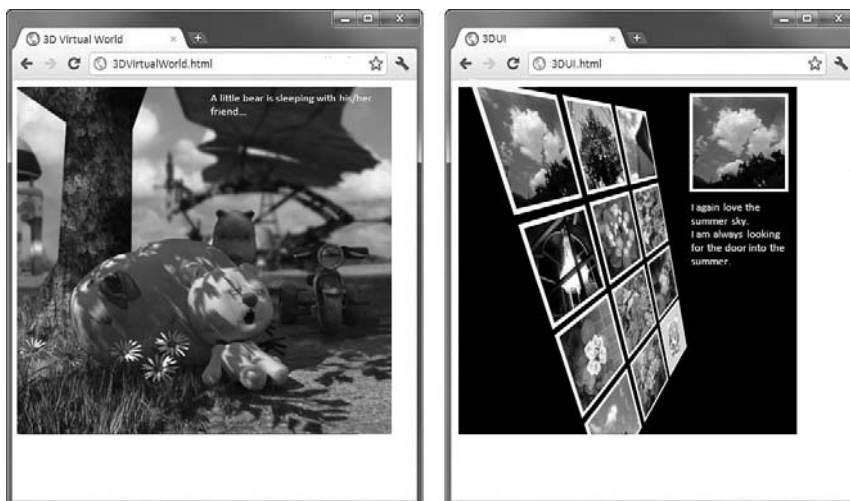 3D Virtual World
3DVirtualWorld.html
A little bear is sleeping with his/her
friend...
3DUI
3DUI.html
I again love the
summer sky.
I am always looking
for the door into the
summer.